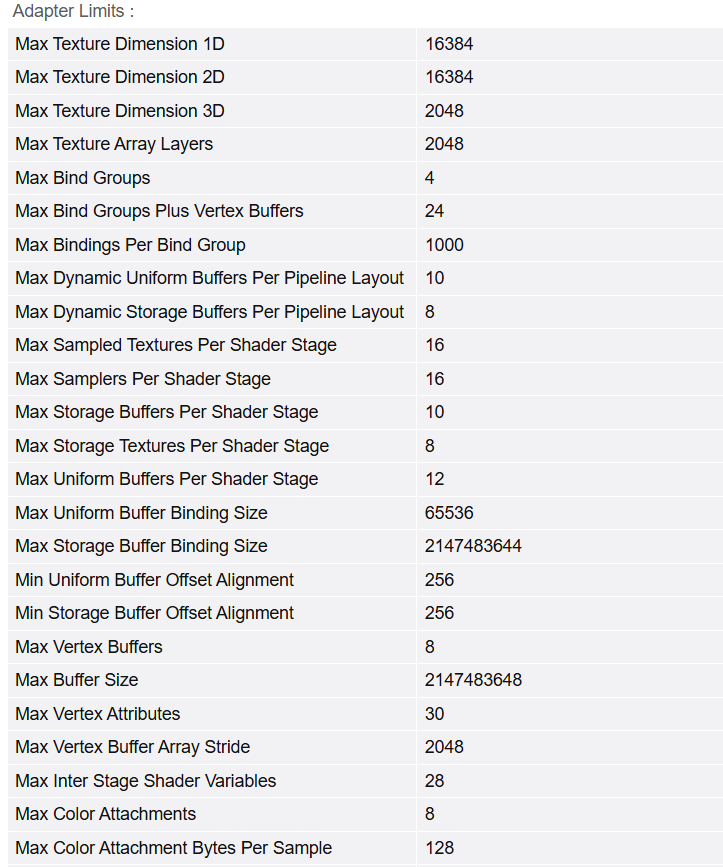 Adapter Limits :
Max Texture Dimension 1D 16384
Max Texture Dimension 2D 16384
Max Texture Dimension 3D 2048
Max Texture Array Layers 2048
Max Bind Groups 4
Max Bind Groups Plus Vertex Buffers 24
Max Bindings Per Bind Group 1000
Max Dynamic Uniform Buffers Per Pipeline Layout 10
Max Dynamic Storage Buffers Per Pipeline Layout 8
Max Sampled Textures Per Shader Stage 16
Max Samplers Per Shader Stage 16
Max Storage Buffers Per Shader Stage 10
Max Storage Textures Per Shader Stage 8
Max Uniform Buffers Per Shader Stage 12
Max Uniform Buffer Binding Size 65536
Max Storage Buffer Binding Size 2147483644
Min Uniform Buffer Offset Alignment 256
Min Storage Buffer Offset Alignment 256
Max Vertex Buffers 8
Max Buffer Size 2147483648
Max Vertex Attributes 30
Max Vertex Buffer Array Stride 2048
Max Inter Stage Shader Variables 28
Max Color Attachments 8
Max Color Attachment Bytes Per Sample 128